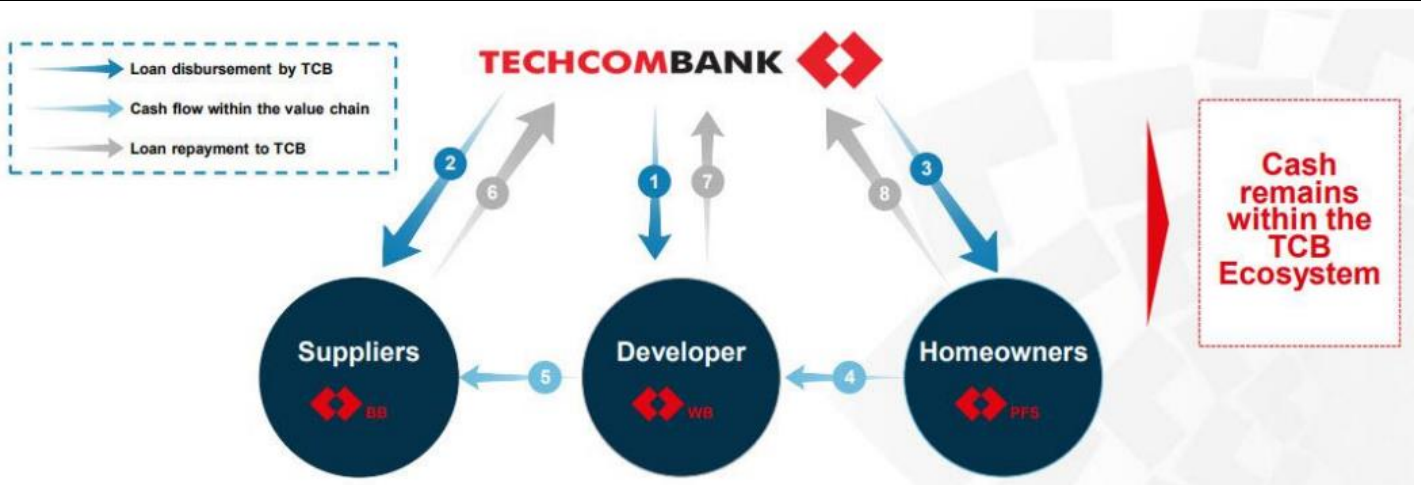 TECHCOMBANK
Loan disbursement by TCB
Cash flow within the value chain
Loan repayment to TCB
2
6
1
7
8
3
Cash
remains
within the
TCB
Ecosystem
Suppliers
BB
5
Developer
WB
4
Homeowners
PFS